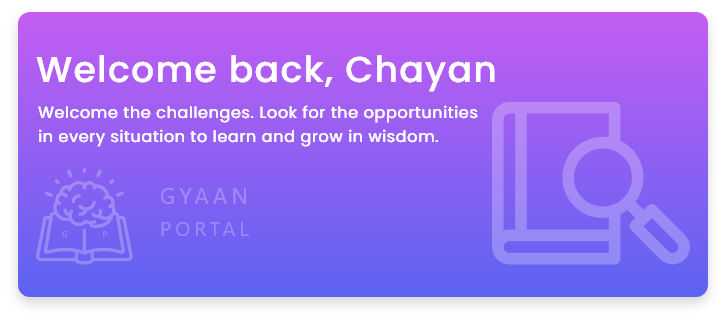 Welcome back, Chayan
Welcome the challenges. Look for the opportunities
in every situation to learn and grow in wisdom.
G P
GYAAN
PORTAL